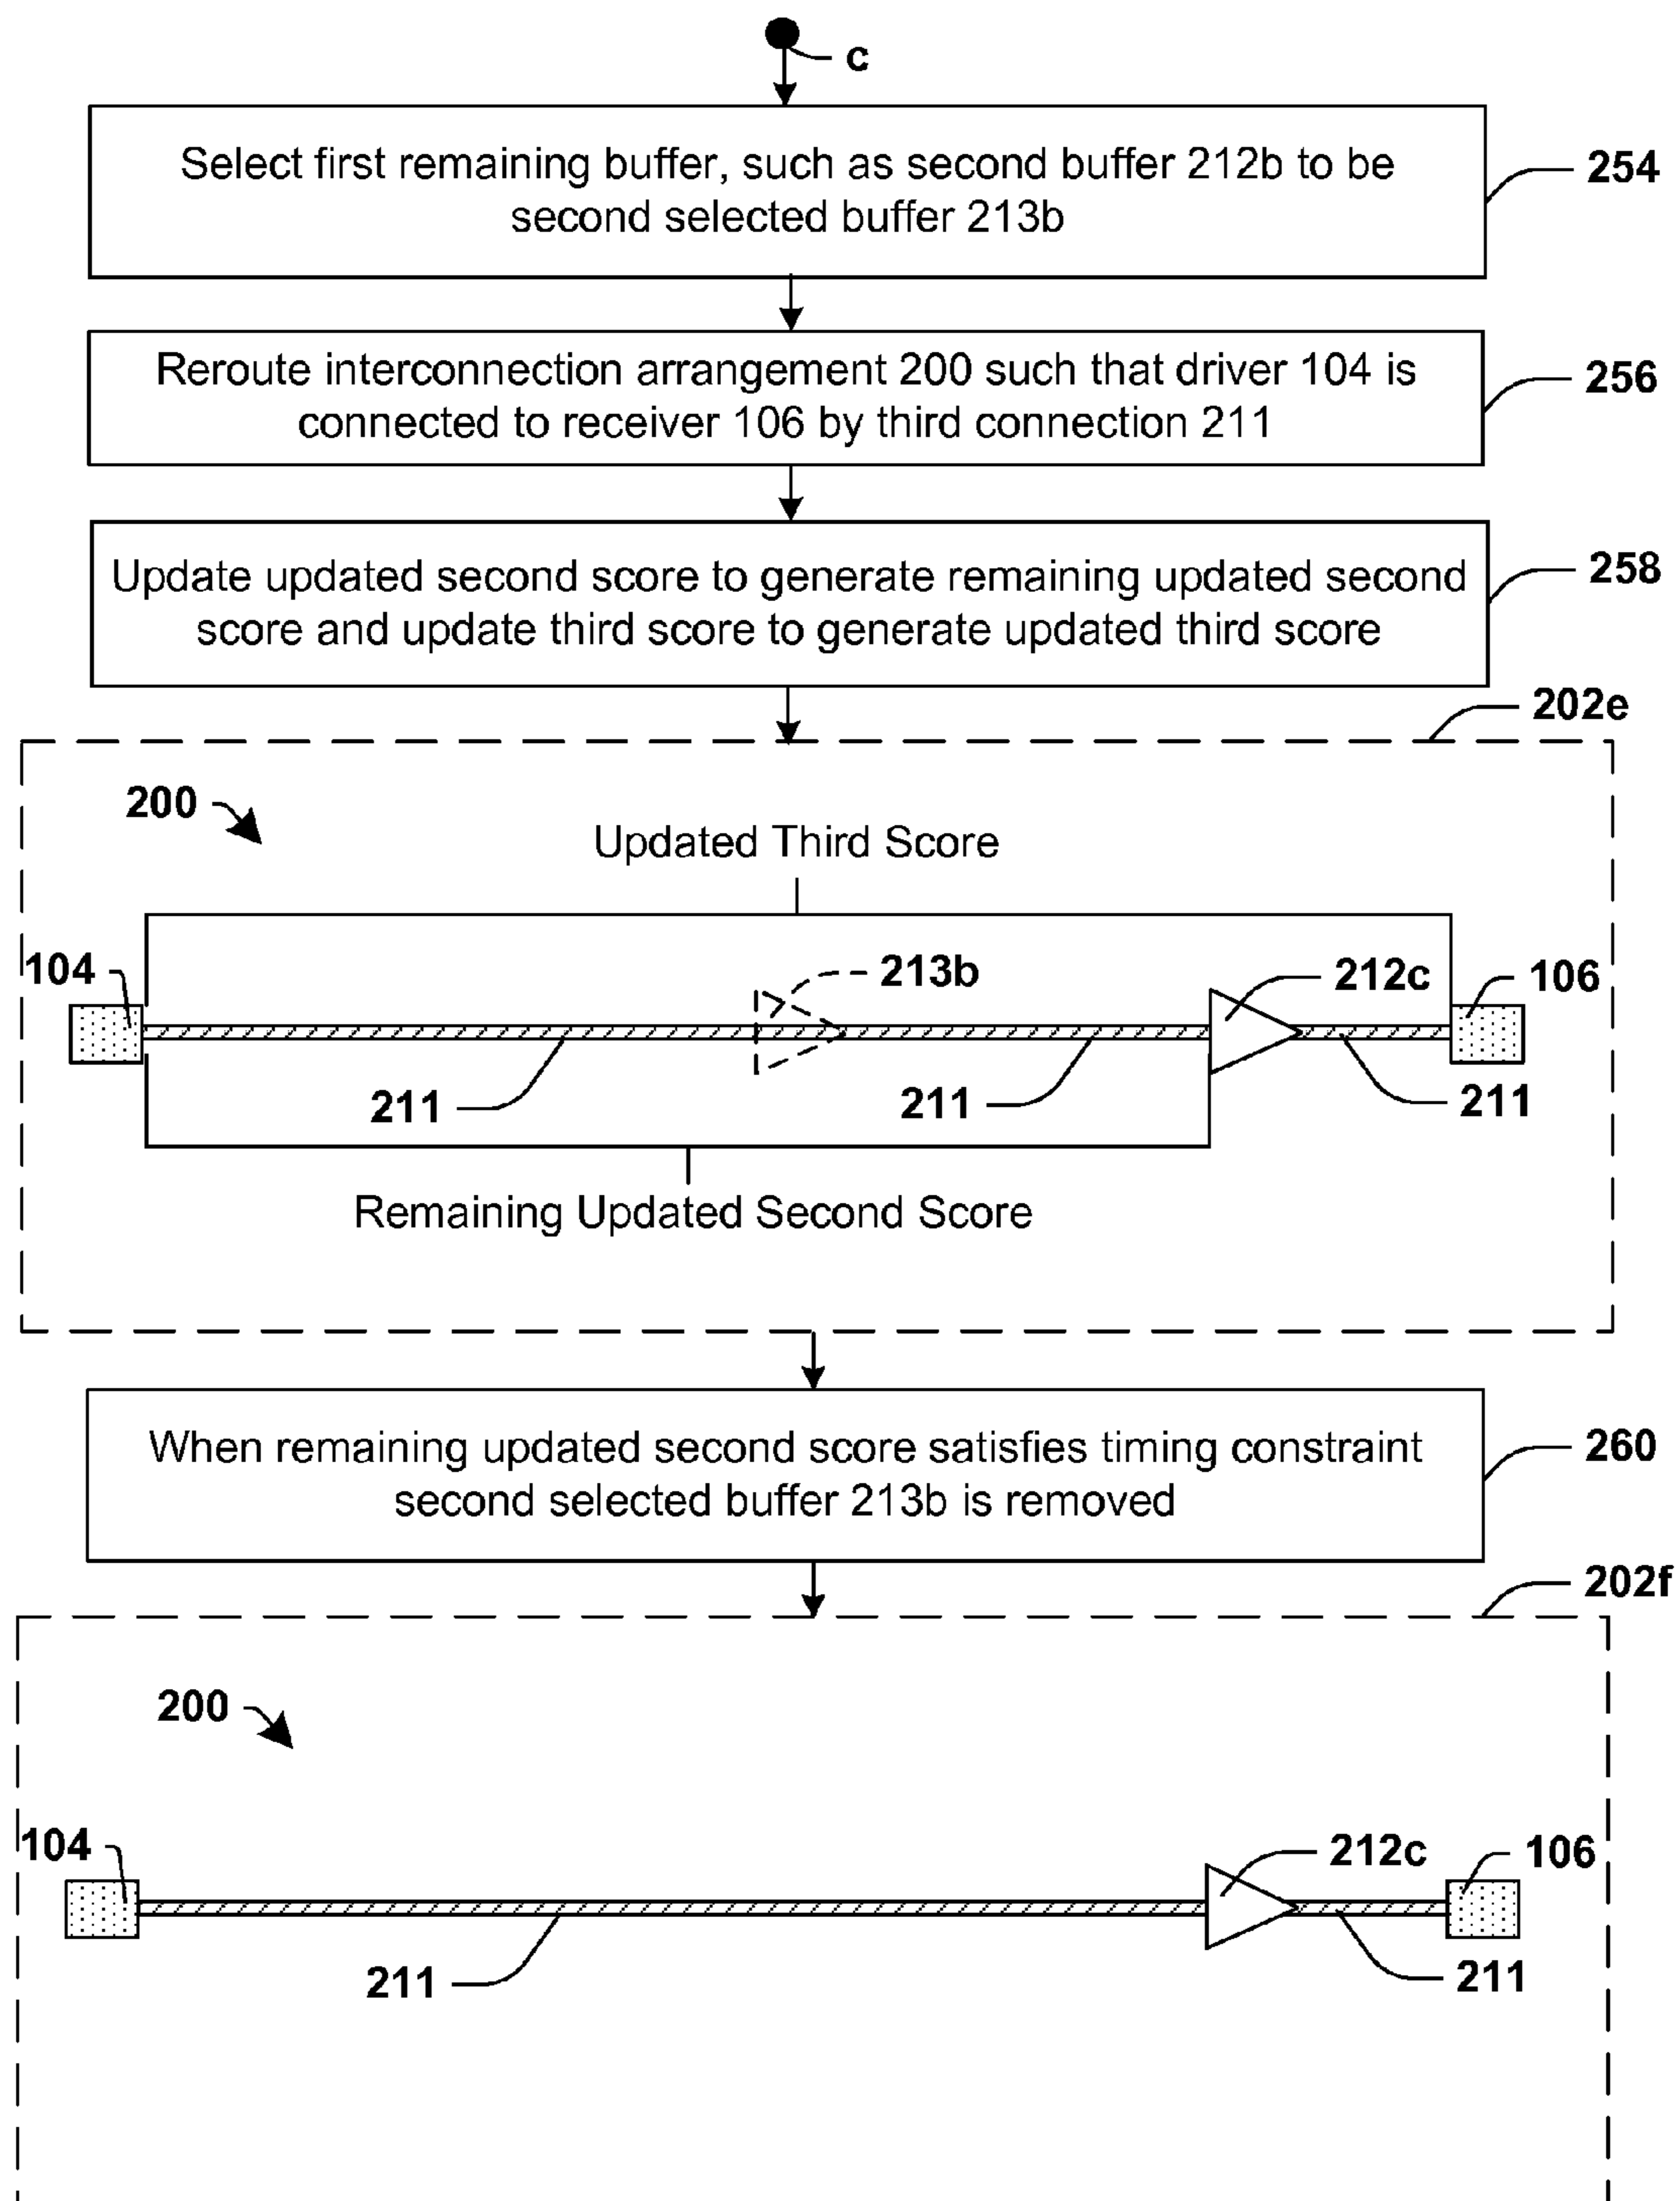 c
Select first remaining buffer, such as second buffer 212b to be
second selected buffer 213b
254
Reroute interconnection arrangement 200 such that driver 104 is
connected to receiver 106 by third connection 211
256
Update updated second score to generate remaining updated second
score and update third score to generate updated third score
258
202e
200
Updated Third Score
104
213b
212c
106
211
211
211
Remaining Updated Second Score
When remaining updated second score satisfies timing constraint
second selected buffer 213b is removed
260
202f
200
104
212c
106
211
211